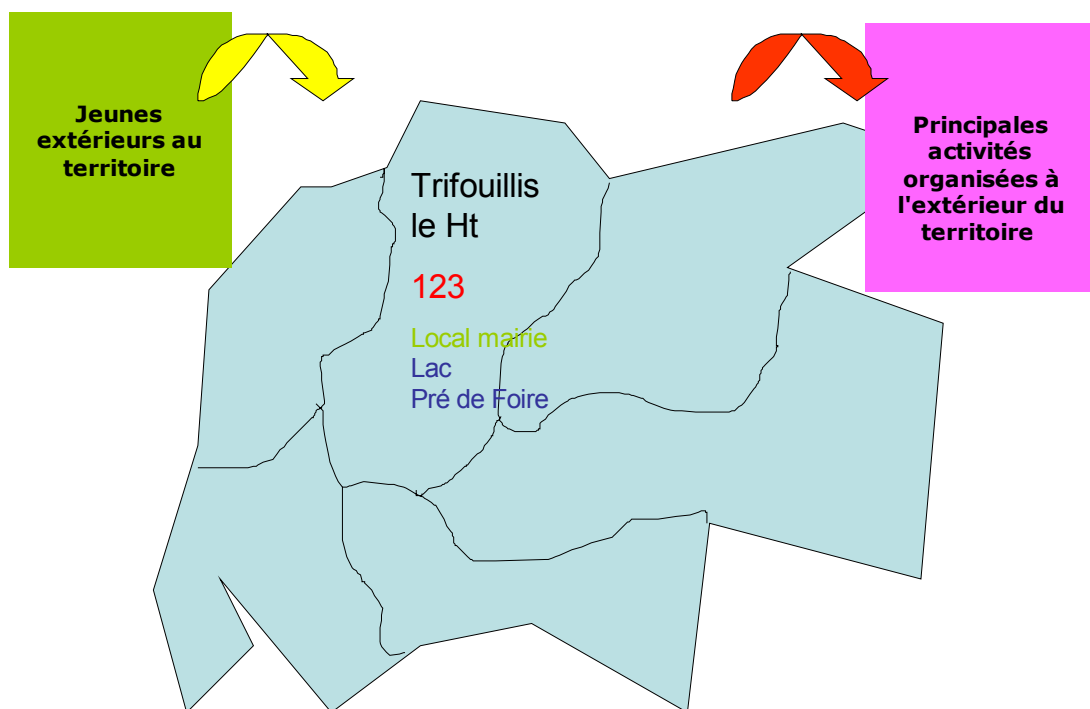 Jeunes
extérieurs au
territoire
Principales
activités
organisées à
l'extérieur du
territoire
Trifouillis
le Ht
123
Local mairie
Lac
Pré de Foire